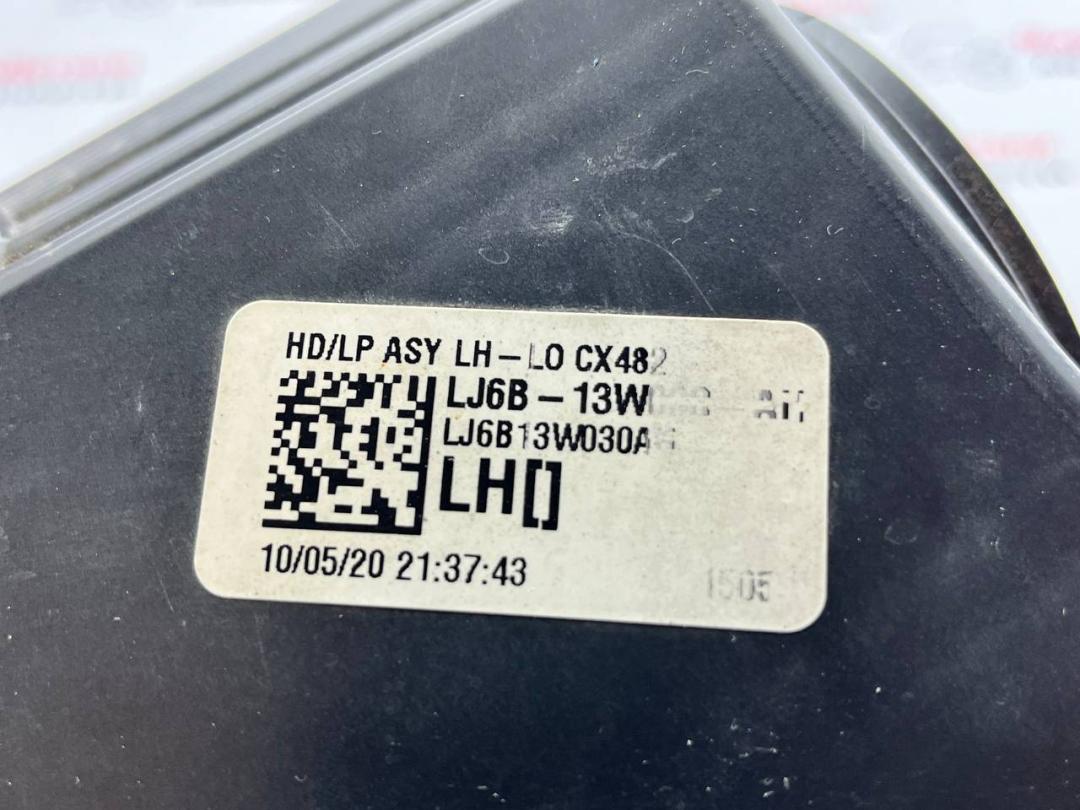 HD/LP ASY LH-LO CX482
LJ6B-13W
LJ6B13W030A
LH[]
10/05/20 21:37:43
1505